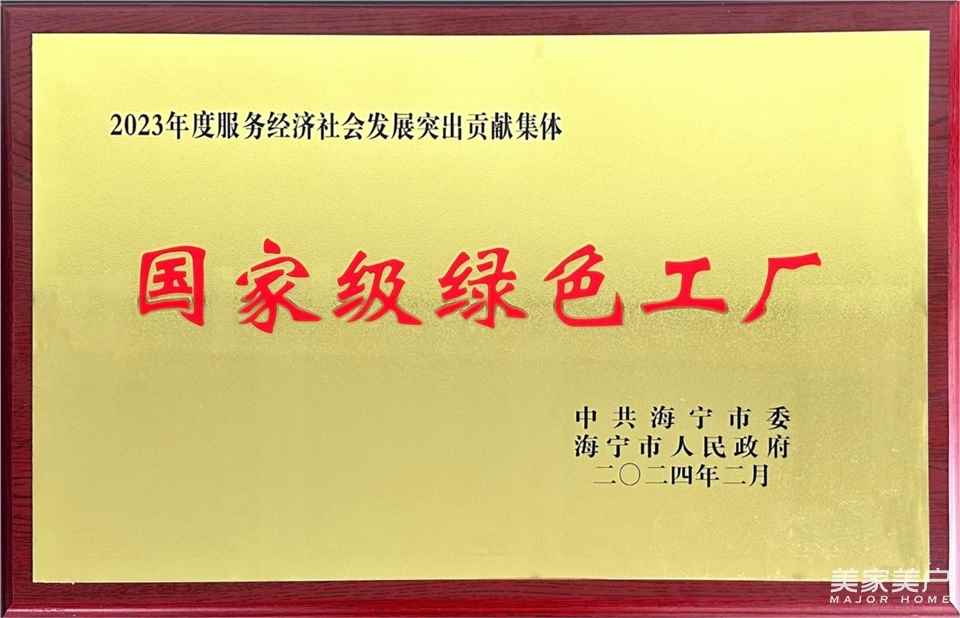 2023年度服务经济社会发展突出贡献集体
国家级绿色工厂
中共海宁市委
海宁市人民政府
二〇二四年二月
美家美户
MAJOR HOME